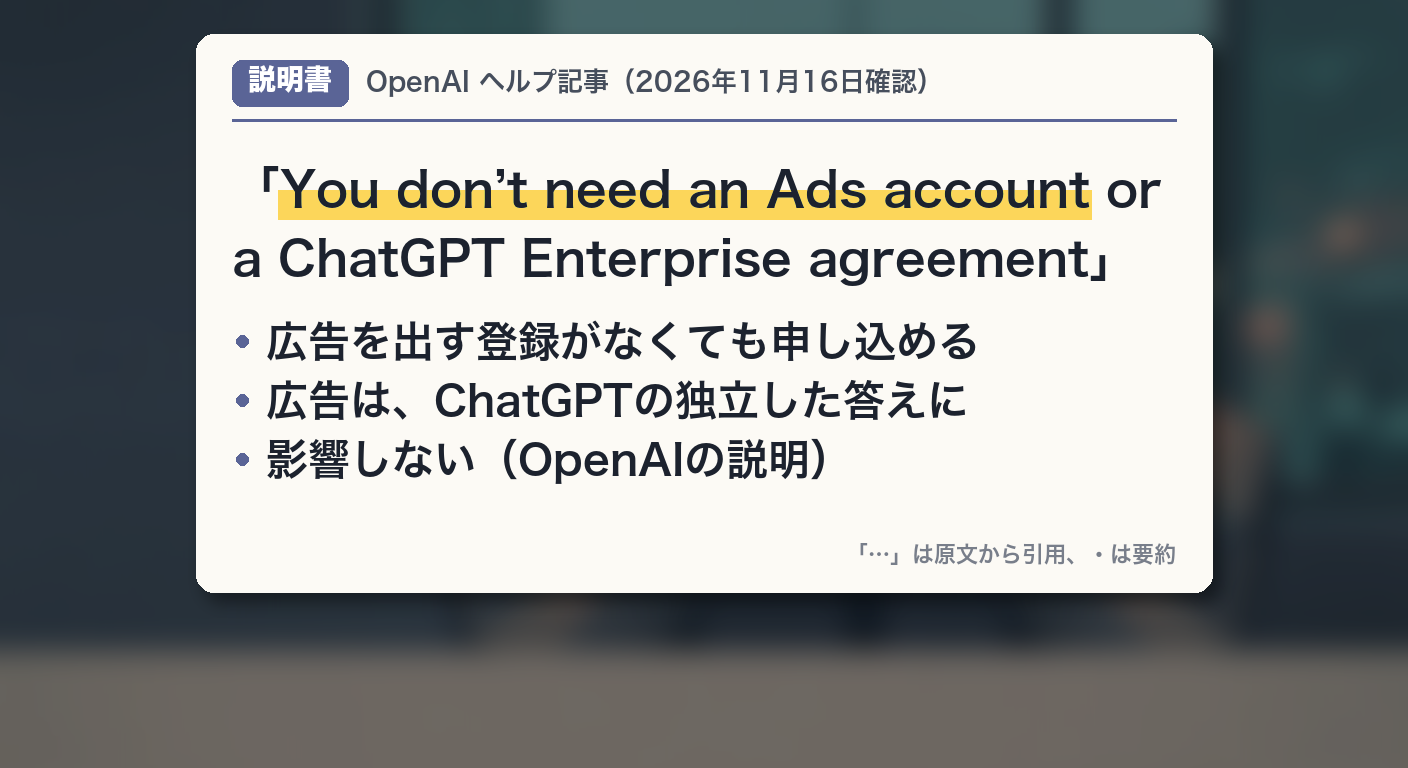 説明書 OpenAI ヘルプ記事（2026年11月16日確認）
「You don’t need an Ads account or
a ChatGPT Enterprise agreement」
• 広告を出す登録がなくても申し込める
• 広告は、ChatGPTの独立した答えに
• 影響しない（OpenAIの説明）
「…」は原文から引用、・は要約